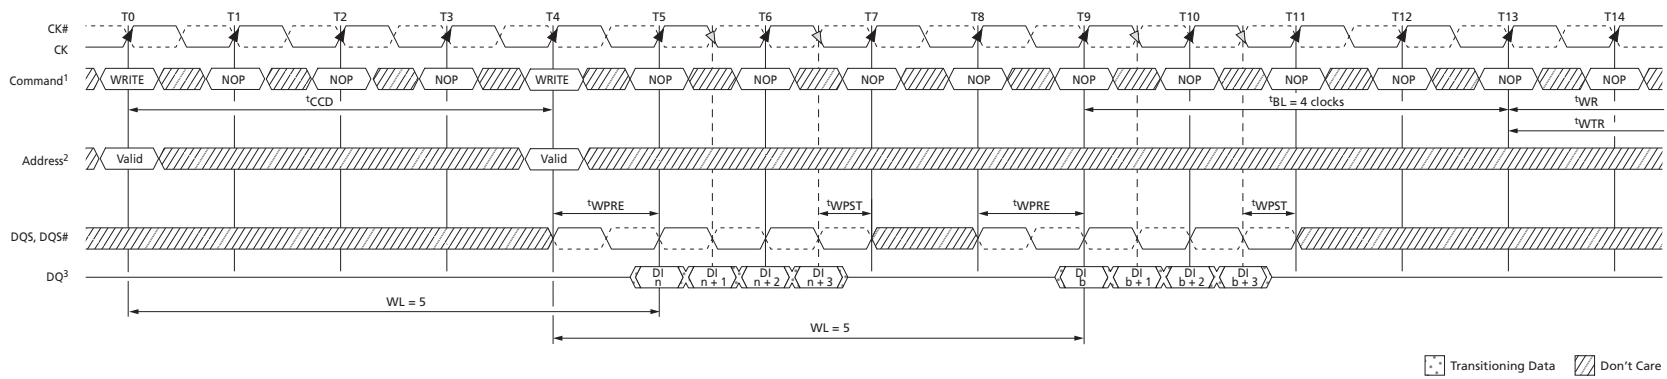 T0 T1 T2 T3 T4 T5 T6 T7 T8 T9 T10 T11 T12 T13 T14
CK#
CK
Command1 WRITE NOP NOP NOP WRITE NOP NOP NOP NOP NOP NOP NOP NOP NOP NOP
tCCD tBL = 4 clocks tWR
tWTR
Address2 Valid Valid
tWPRE tWPST tWPRE tWPST
DQS, DQS#
DQ3 DI n DI n + 1 DI n + 2 DI n + 3 DI b DI b + 1 DI b + 2 DI b + 3
WL = 5
WL = 5
Transitioning Data Don't Care